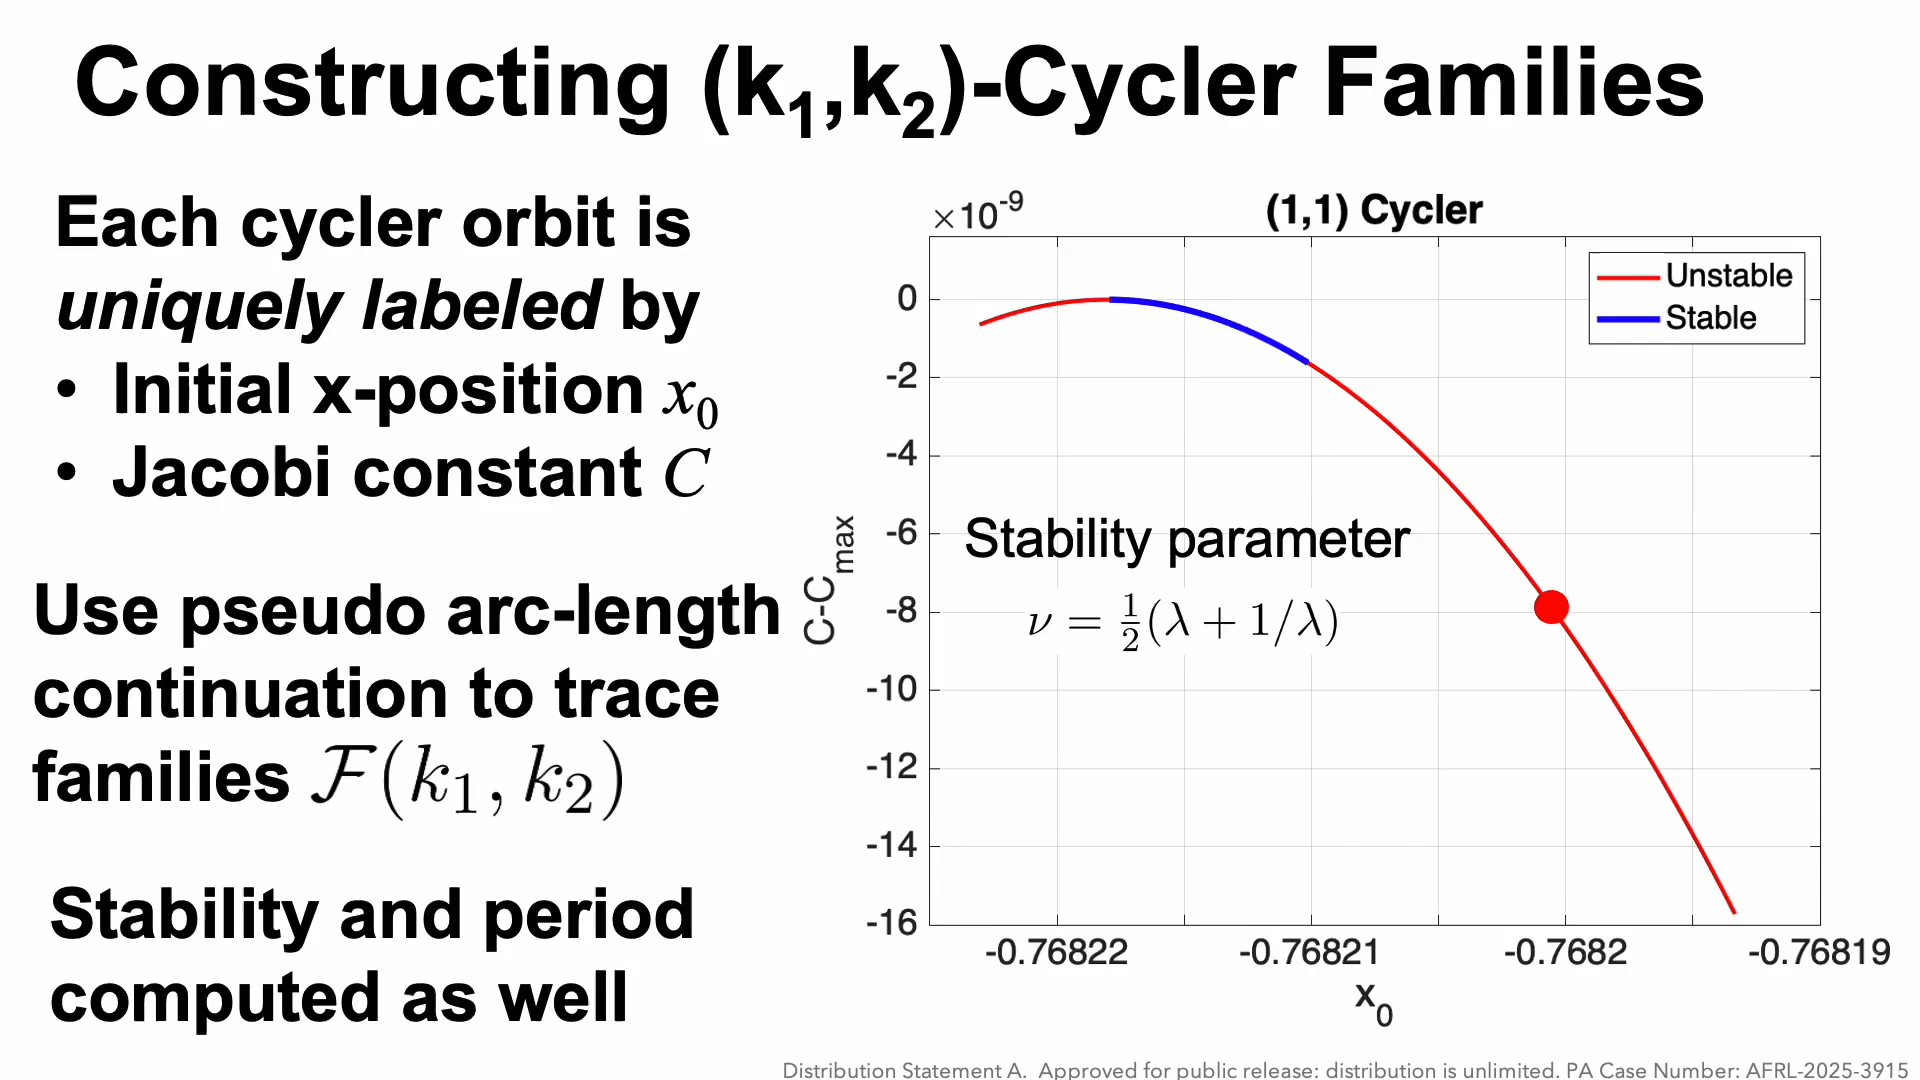 Constructing (k₁,k₂)-Cycler Families
Each cycler orbit is
uniquely labeled by
• Initial x-position x₀
• Jacobi constant C
Use pseudo arc-length
continuation to trace
families ℱ(k₁, k₂)
Stability and period
computed as well
×10⁻⁹
(1,1) Cycler
Unstable
Stable
0
-2
-4
-6
-8
-10
-12
-14
-16
C-Cₘₐₓ
Stability parameter
ν = ½(λ + 1/λ)
-0.76822
-0.76821
-0.7682
-0.76819
x₀
Distribution Statement A. Approved for public release: distribution is unlimited. PA Case Number: AFRL-2025-3915